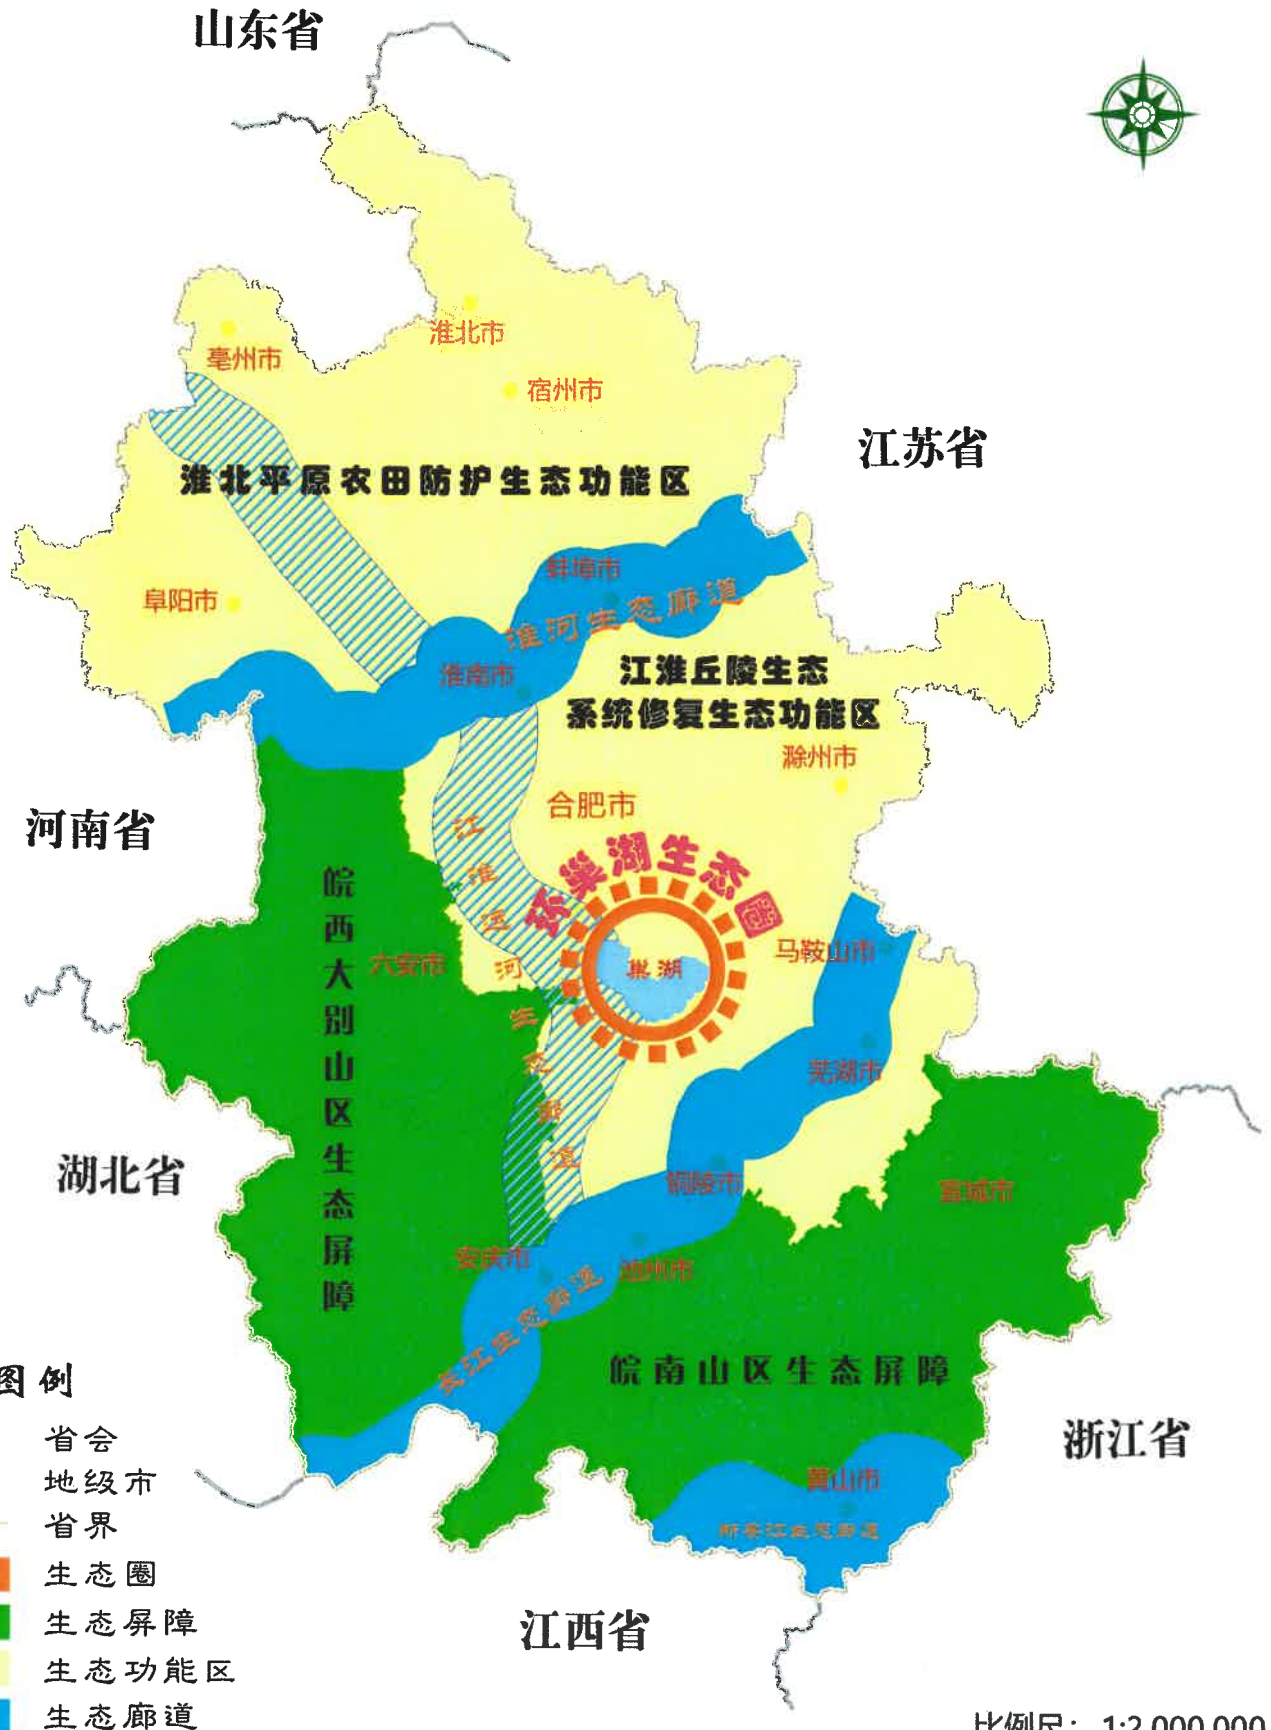 山东省
淮北市
亳州市
宿州市
江苏省
淮北平原农田防护生态功能区
蚌埠市
阜阳市
淮河生态廊道
淮南市
江淮丘陵生态
系统修复生态功能区
滁州市
合肥市
河南省
环巢湖生态圈
江淮运河生态廊道
皖西大别山区生态屏障
六安市
马鞍山市
巢湖
芜湖市
湖北省
铜陵市
宣城市
安庆市
池州市
长江生态廊道
皖南山区生态屏障
浙江省
黄山市
新安江生态廊道
江西省
图例
省会
地级市
省界
生态圈
生态屏障
生态功能区
生态廊道
比例尺：1:2,000,000